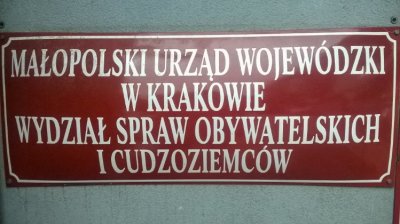 MAŁOPOLSKI URZĄD WOJEWÓDZKI
W KRAKOWIE
WYDZIAŁ SPRAW OBYWATELSKICH
I CUDZOZIEMCÓW